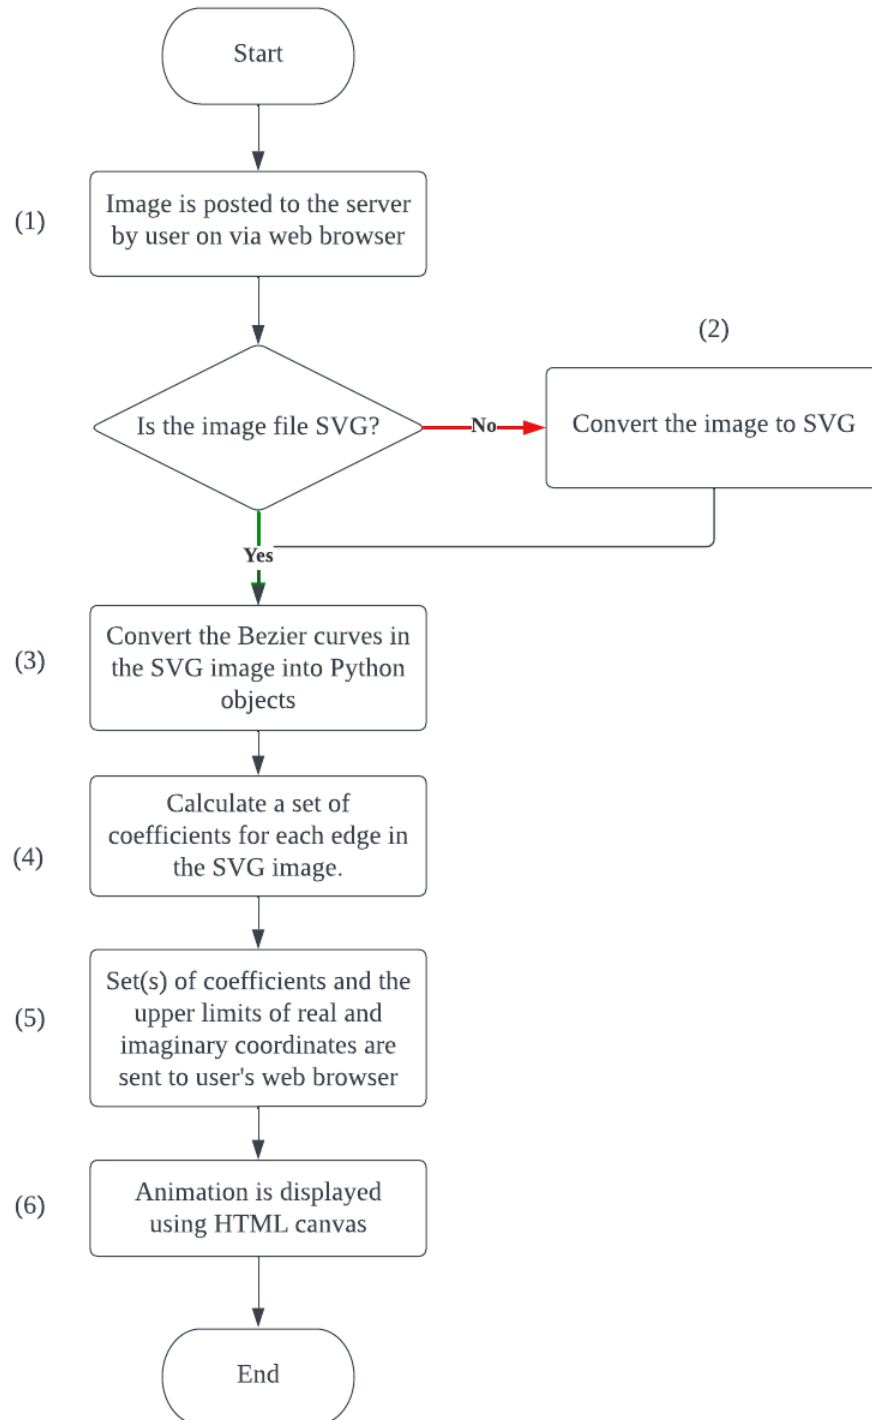 Start
(1)
Image is posted to the server
by user on via web browser
(2)
Is the image file SVG?
No
Convert the image to SVG
Yes
(3)
Convert the Bezier curves in
the SVG image into Python
objects
(4)
Calculate a set of
coefficients for each edge in
the SVG image.
(5)
Set(s) of coefficients and the
upper limits of real and
imaginary coordinates are
sent to user's web browser
(6)
Animation is displayed
using HTML canvas
End